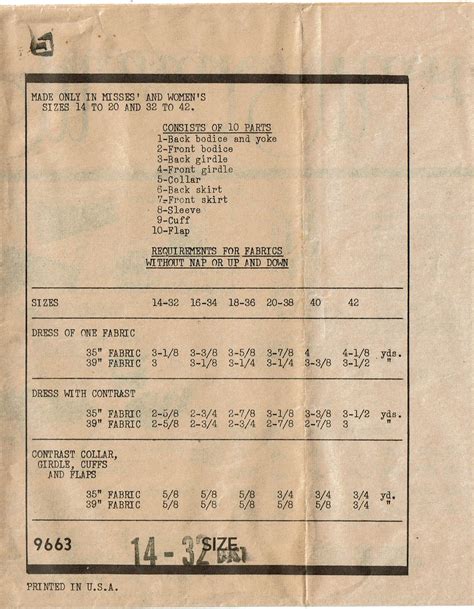 MADE ONLY IN MISSES' AND WOMEN'S
SIZES 14 TO 20 AND 32 TO 42.
CONSISTS OF 10 PARTS
1-Back bodice and yoke
2-Front bodice
3-Back girdle
4-Front girdle
5-Collar
6-Back skirt
7-Front skirt
8-Sleeve
9-Cuff
10-Flap
REQUIREMENTS FOR FABRICS
WITHOUT NAP OR UP AND DOWN
SIZES 14-32 16-34 18-36 20-38 40 42
DRESS OF ONE FABRIC
35" FABRIC 3-1/8 3-3/8 3-5/8 3-7/8 4 4-1/8 yds.
39" FABRIC 3 3-1/8 3-3/8 3-1/2 3-5/8 3-7/8 "
DRESS WITH CONTRAST
35" FABRIC 2-5/8 2-3/4 2-7/8 3-1/8 3-3/8 3-1/2 yds.
39" FABRIC 2-5/8 2-5/8 2-3/4 2-3/4 2-7/8 3 "
CONTRAST COLLAR,
GIRDLE, CUFFS
AND FLAPS
35" FABRIC 5/8 5/8 5/8 3/4 3/4 3/4 yd.
39" FABRIC 5/8 5/8 5/8 5/8 3/4 3/4 "
9663 14-32 SIZE
PRINTED IN U.S.A.